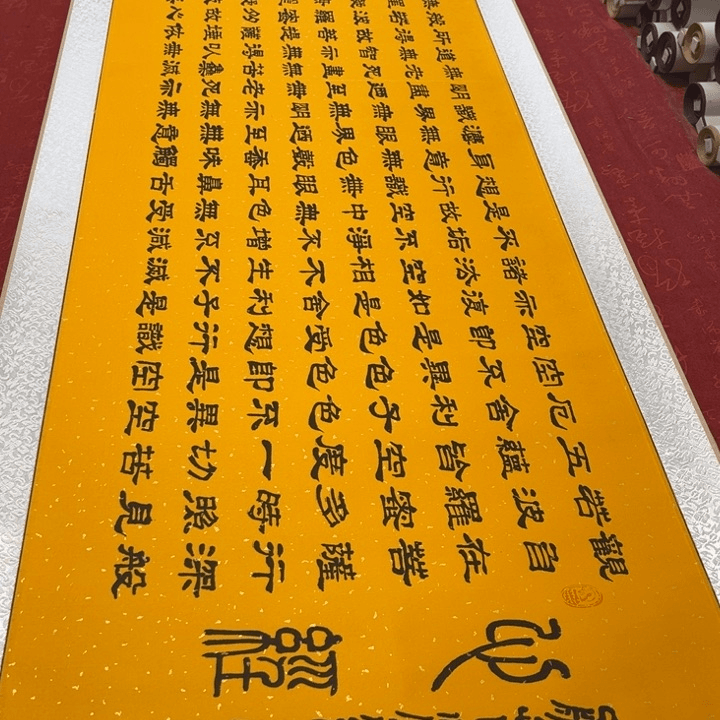 心經
觀自在菩薩行深般
若波羅蜜多時照見
五蘊皆空度一切苦
厄舍利子色不異空
空不異色色即是空
空即是色受想行識
亦復如是舍利子是
諸法空相不生不滅
不垢不淨不增不減
是故空中無色無受
想行識無眼耳鼻舌
身意無色聲香味觸
法無眼界乃至無意
識界無無明亦無無
明盡乃至無老死亦
無老死盡無苦集滅
道無智亦無得以無
所得故菩提薩埵依